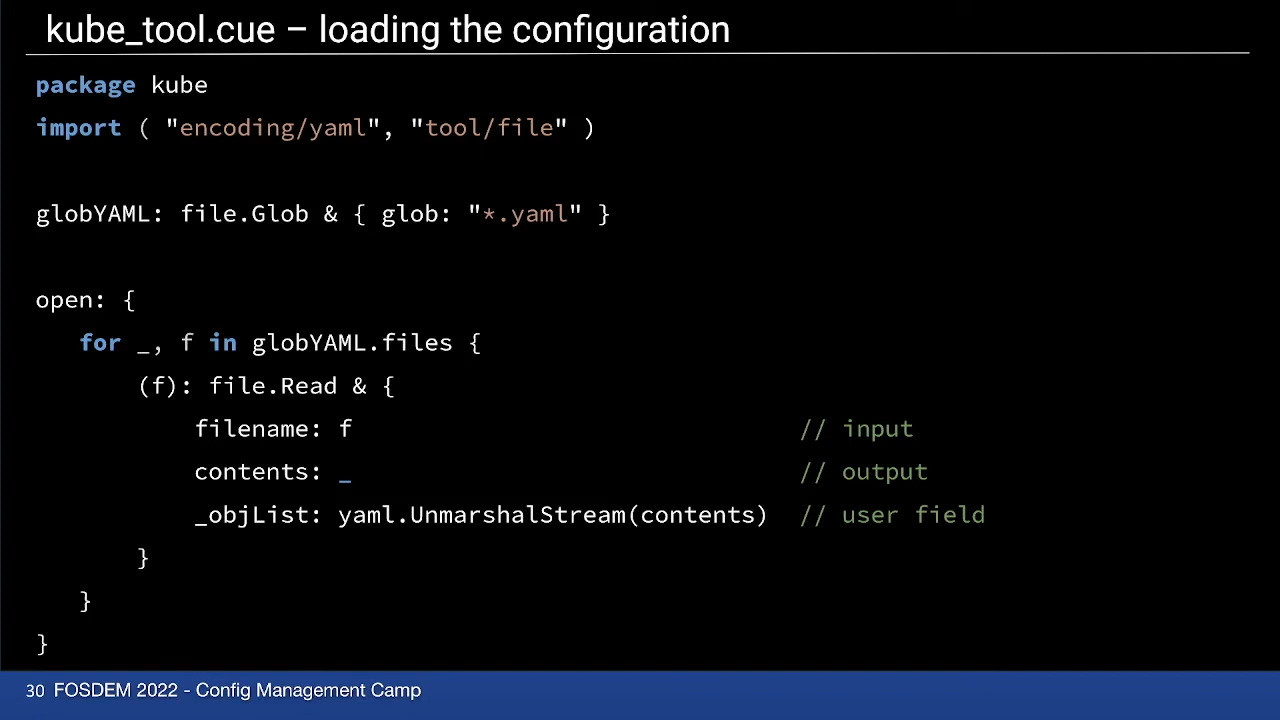 kube_tool.cue – loading the configuration
package kube
import ( "encoding/yaml", "tool/file" )
globYAML: file.Glob & { glob: "*.yaml" }
open: {
for _, f in globYAML.files {
(f): file.Read & {
filename: f // input
contents: _ // output
_objList: yaml.UnmarshalStream(contents) // user field
}
}
}
30 FOSDEM 2022 - Config Management Camp